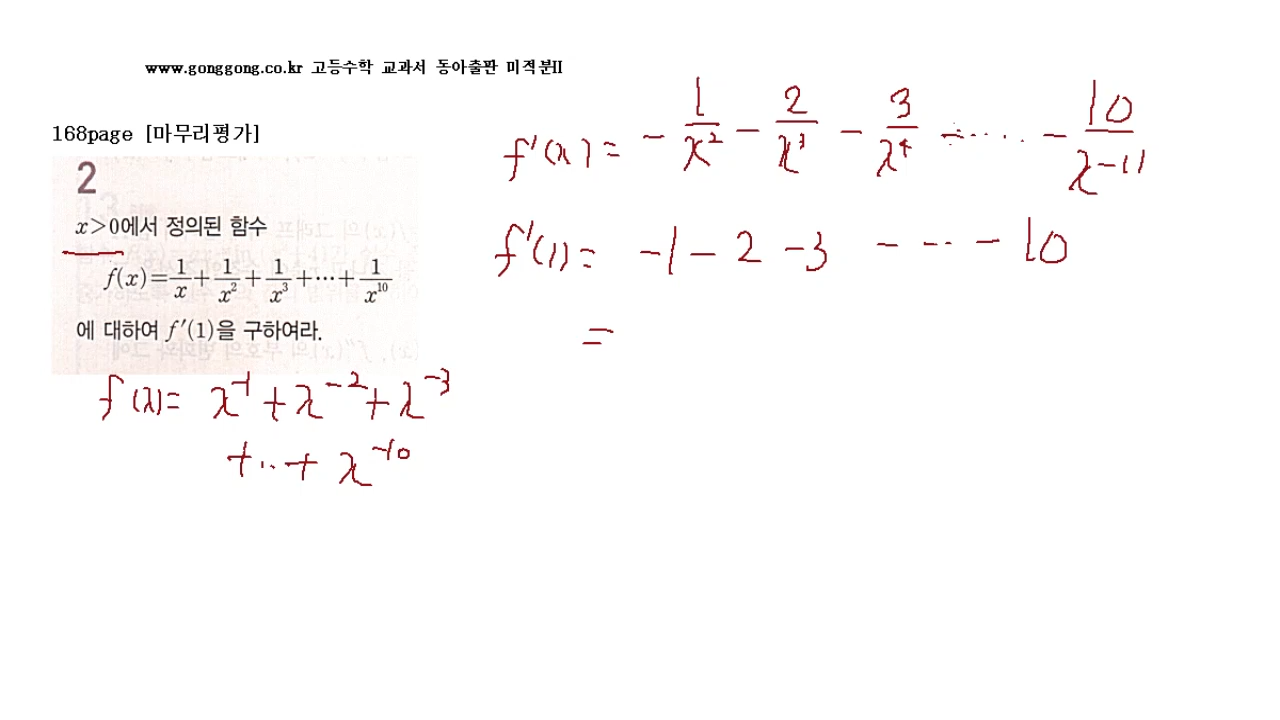 www.gonggong.co.kr 고등수학 교과서 동아출판 미적분II
168page [마무리평가]
2
x>0에서 정의된 함수
f(x)=1/x+1/x²+1/x³+···+1/x¹⁰
에 대하여 f′(1)을 구하여라.
f(x)= x⁻¹+x⁻²+x⁻³
+··+x⁻¹⁰
f′(x)= -1/x² - 2/x³ - 3/x⁴ - ···· - 10/x⁻¹¹
f′(1)= -1-2-3 - -·- - 10
=